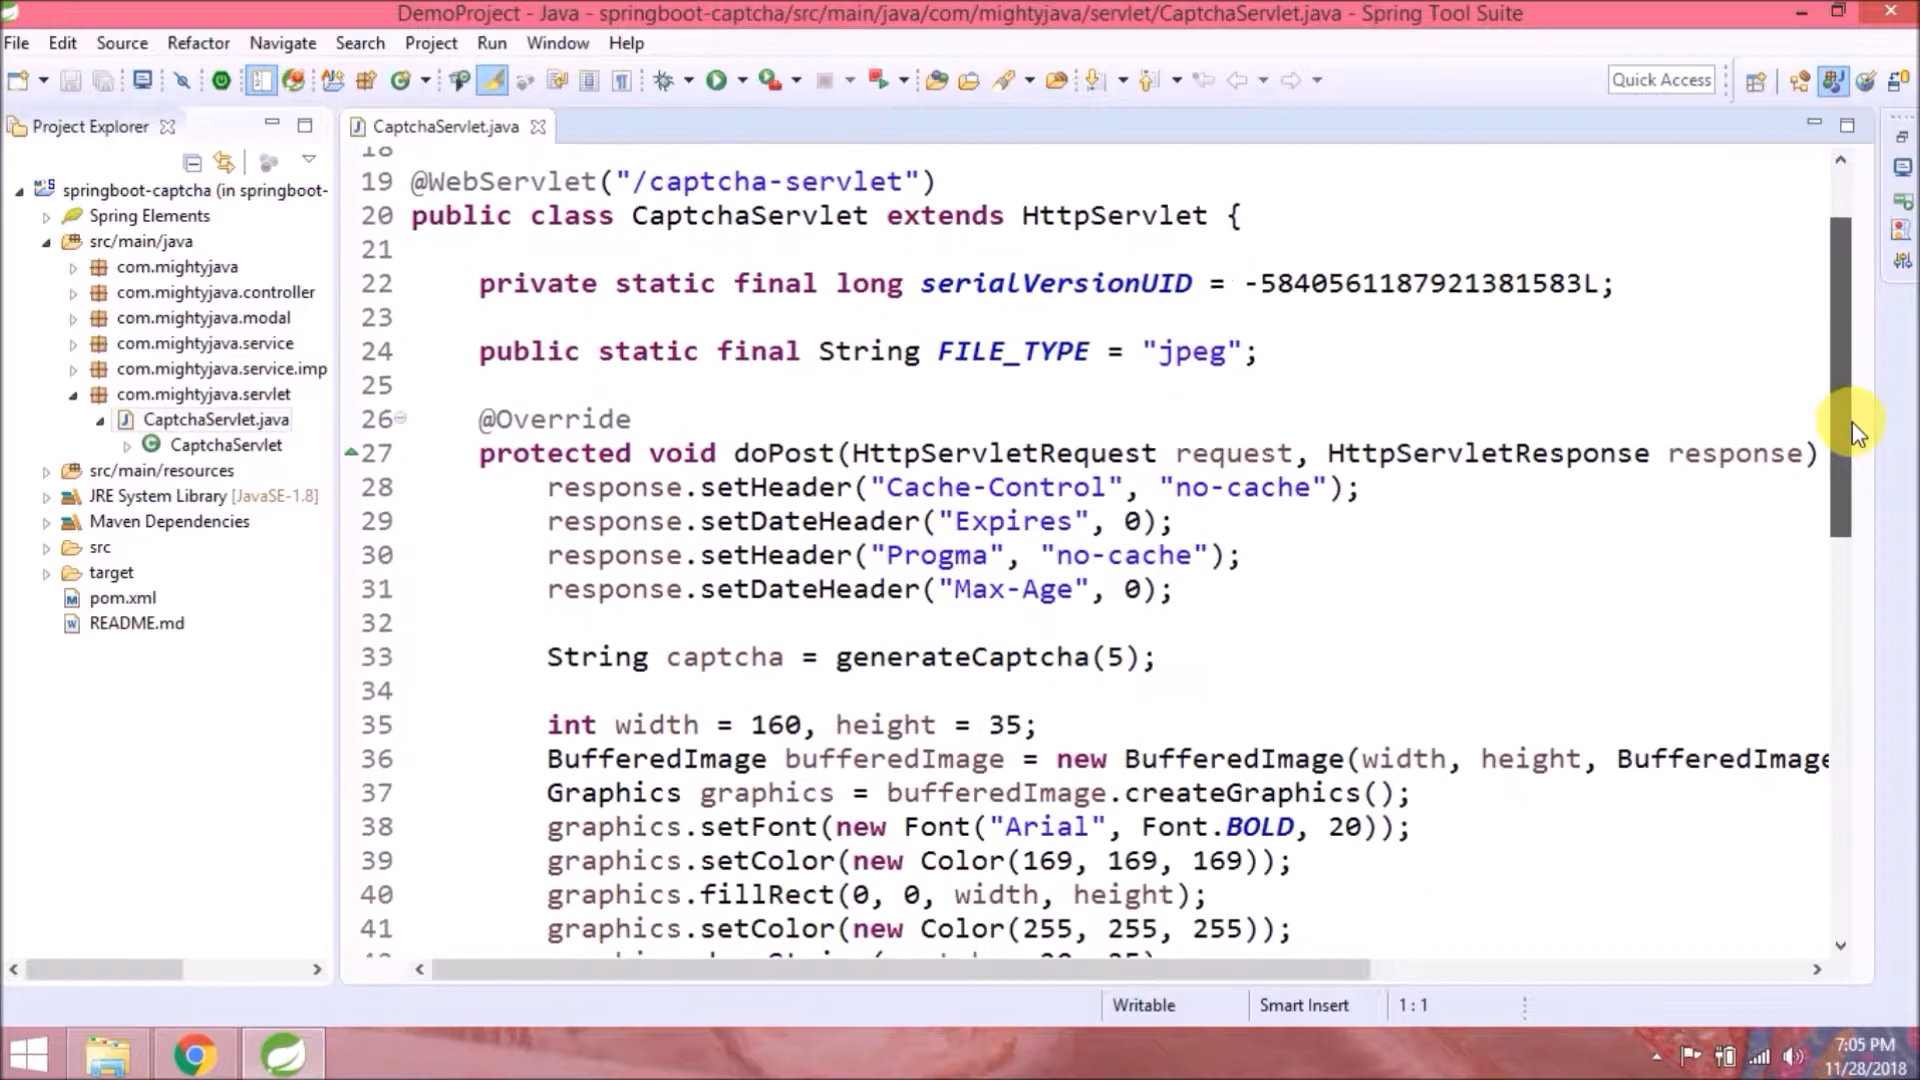 DemoProject - Java - springboot-captcha/src/main/java/com/mightyjava/servlet/CaptchaServlet.java - Spring Tool Suite
File Edit Source Refactor Navigate Search Project Run Window Help
Quick Access
Project Explorer
springboot-captcha (in springboot-
Spring Elements
src/main/java
com.mightyjava
com.mightyjava.controller
com.mightyjava.modal
com.mightyjava.service
com.mightyjava.service.imp
com.mightyjava.servlet
CaptchaServlet.java
CaptchaServlet
src/main/resources
JRE System Library [JavaSE-1.8]
Maven Dependencies
src
target
pom.xml
README.md
CaptchaServlet.java
18
19 @WebServlet("/captcha-servlet")
20 public class CaptchaServlet extends HttpServlet {
21
22 private static final long serialVersionUID = -5840561187921381583L;
23
24 public static final String FILE_TYPE = "jpeg";
25
26 @Override
27 protected void doPost(HttpServletRequest request, HttpServletResponse response)
28 response.setHeader("Cache-Control", "no-cache");
29 response.setDateHeader("Expires", 0);
30 response.setHeader("Progma", "no-cache");
31 response.setDateHeader("Max-Age", 0);
32
33 String captcha = generateCaptcha(5);
34
35 int width = 160, height = 35;
36 BufferedImage bufferedImage = new BufferedImage(width, height, BufferedImage
37 Graphics graphics = bufferedImage.createGraphics();
38 graphics.setFont(new Font("Arial", Font.BOLD, 20));
39 graphics.setColor(new Color(169, 169, 169));
40 graphics.fillRect(0, 0, width, height);
41 graphics.setColor(new Color(255, 255, 255));
Writable Smart Insert 1 : 1
7:05 PM
11/28/2018